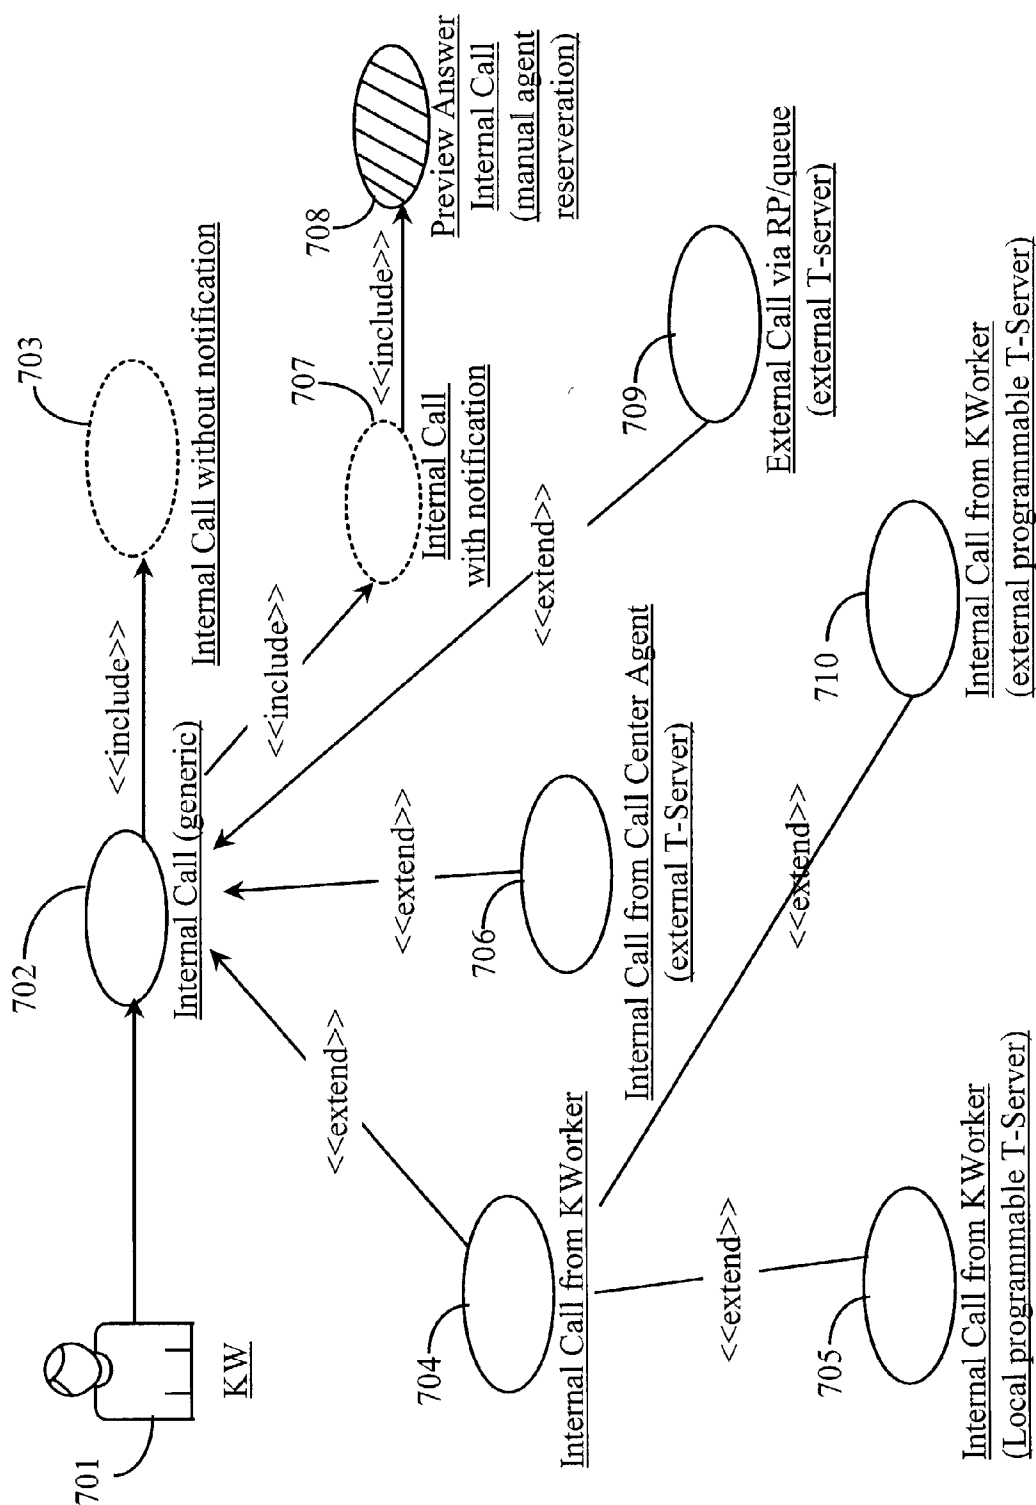 703
<<include>>
Internal Call without notification
702
Internal Call (generic)
701
KW
708
<<include>>
Preview Answer
Internal Call
(manual agent
reserveration)
707
<<include>>
Internal Call
with notification
<<extend>>
709
External Call via RP/queue
(external T-server)
<<extend>>
706
Internal Call from Call Center Agent
(external T-Server)
<<extend>>
704
Internal Call from KWorker
<<extend>>
710
Internal Call from KWorker
(external programmable T-Server)
<<extend>>
705
Internal Call from KWorker
(Local programmable T-Server)